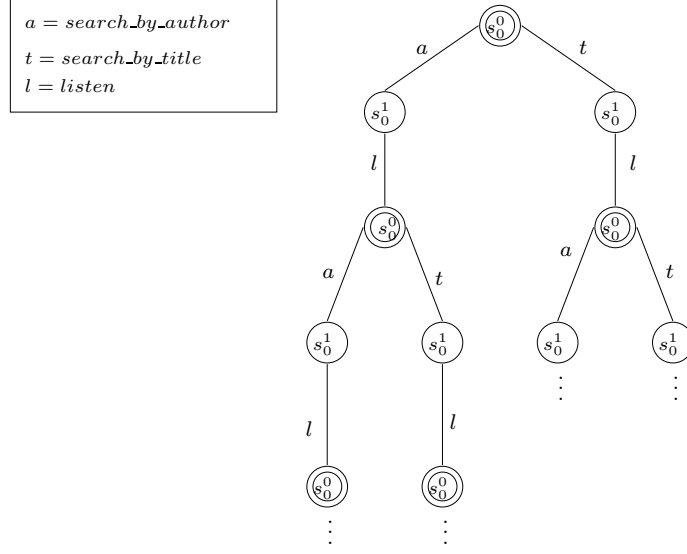 a = search_by_author
t = search_by_title
l = listen
s₀⁰
a t
s₀¹ s₀¹
l l
s₀⁰ s₀⁰
a t a t
s₀¹ s₀¹ s₀¹ s₀¹
⋮ ⋮
l l
s₀⁰ s₀⁰
⋮ ⋮